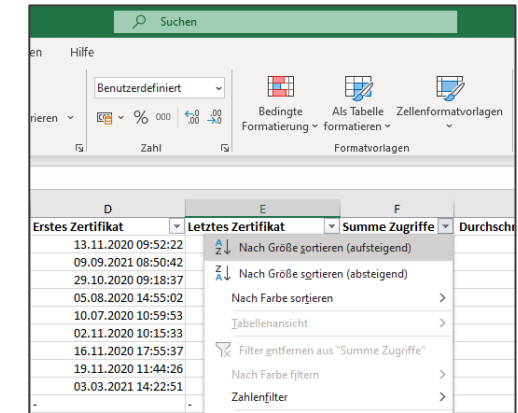 Suchen
en Hilfe
Benutzerdefiniert
rieren
% 000
Bedingte Als Tabelle Zellenformatvorlagen
Formatierung formatieren
Zahl Formatvorlagen
D E F
Erstes Zertifikat Letztes Zertifikat Summe Zugriffe Durchschn
13.11.2020 09:52:22
Nach Größe sortieren (aufsteigend)
09.09.2021 08:50:42
29.10.2020 09:18:37
Nach Größe sortieren (absteigend)
05.08.2020 14:55:02
Nach Farbe sortieren
10.07.2020 10:59:53
02.11.2020 10:15:33
Tabellenansicht
16.11.2020 17:55:37
Filter entfernen aus "Summe Zugriffe"
19.11.2020 11:44:26
Nach Farbe filtern
03.03.2021 14:22:51
- -
Zahlenfilter